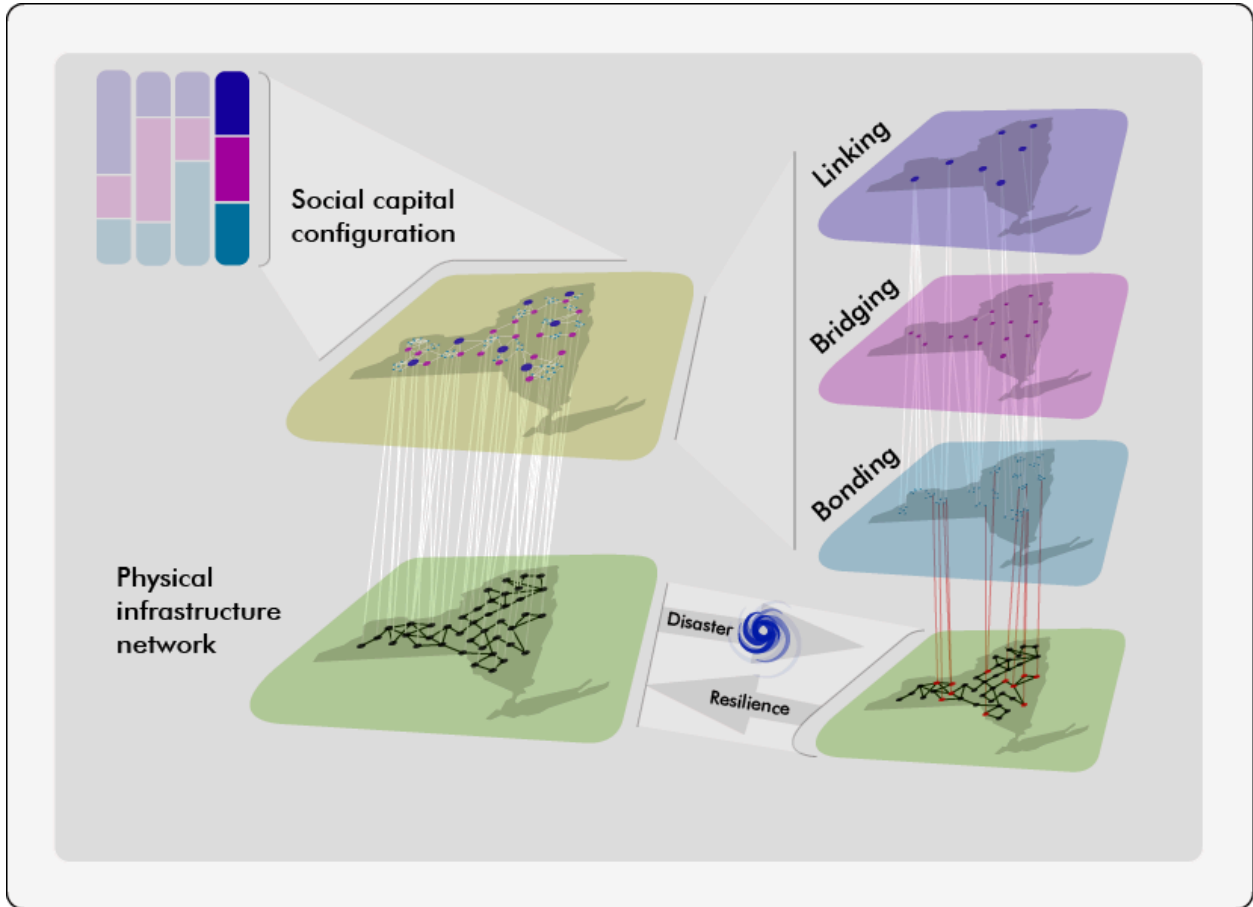 Social capital
configuration
Linking
Bridging
Bonding
Physical
infrastructure
network
Disaster
Resilience